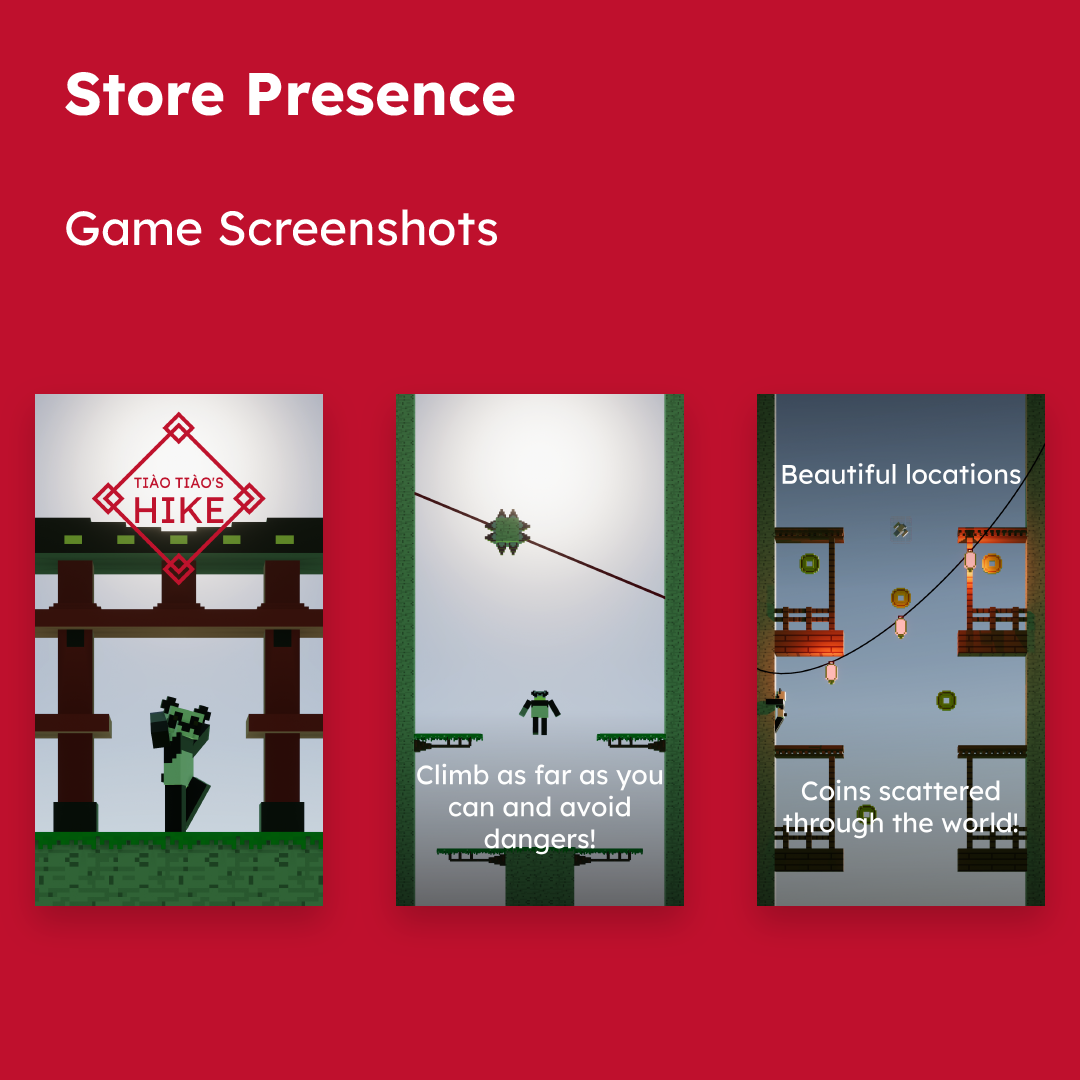 Store Presence
Game Screenshots
TIÀO TIÀO'S
HIKE
Climb as far as you
can and avoid
dangers!
Beautiful locations
Coins scattered
through the world!